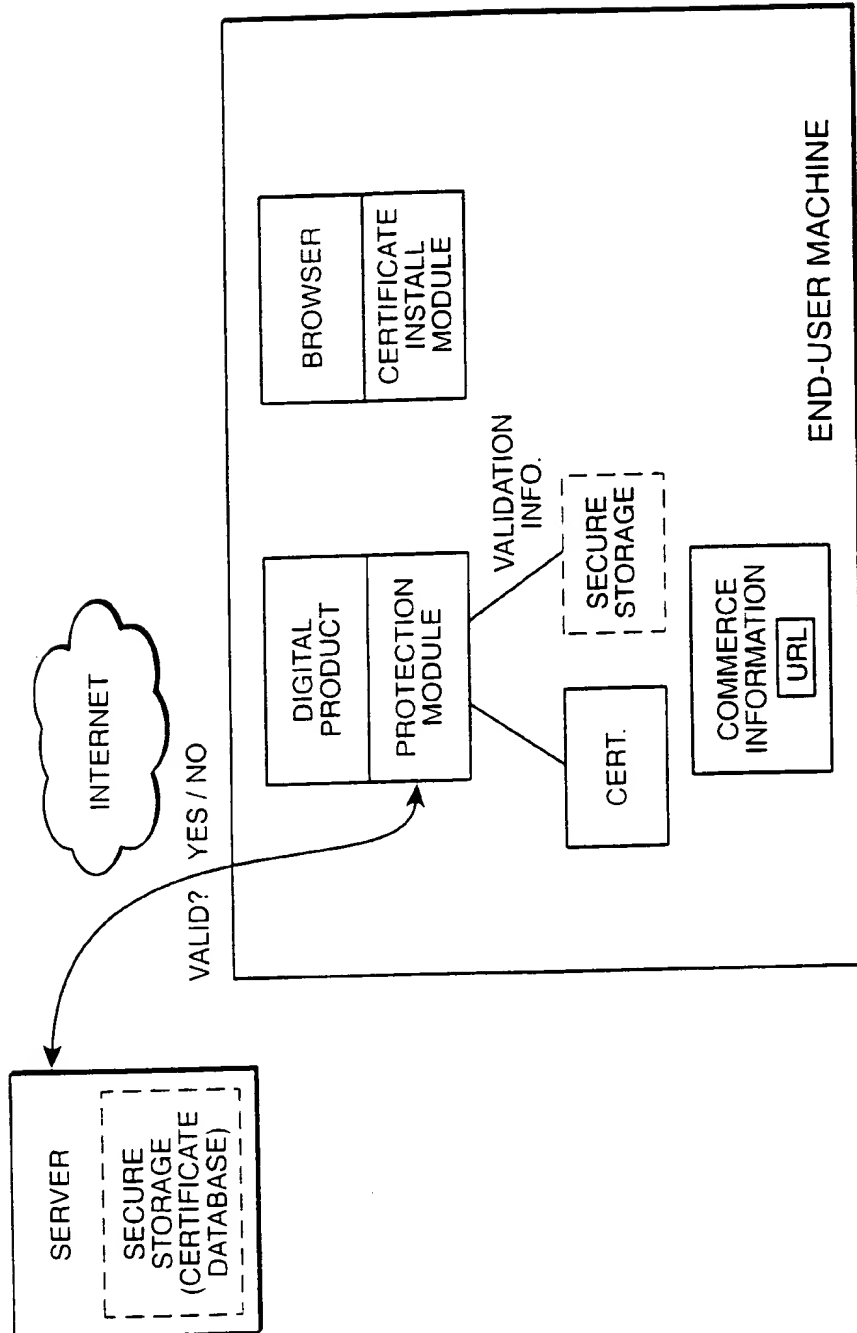 SERVER
SECURE
STORAGE
(CERTIFICATE
DATABASE)
INTERNET
VALID? YES / NO
DIGITAL
PRODUCT
PROTECTION
MODULE
BROWSER
CERTIFICATE
INSTALL
MODULE
VALIDATION
INFO.
CERT.
SECURE
STORAGE
COMMERCE
INFORMATION
URL
END-USER MACHINE